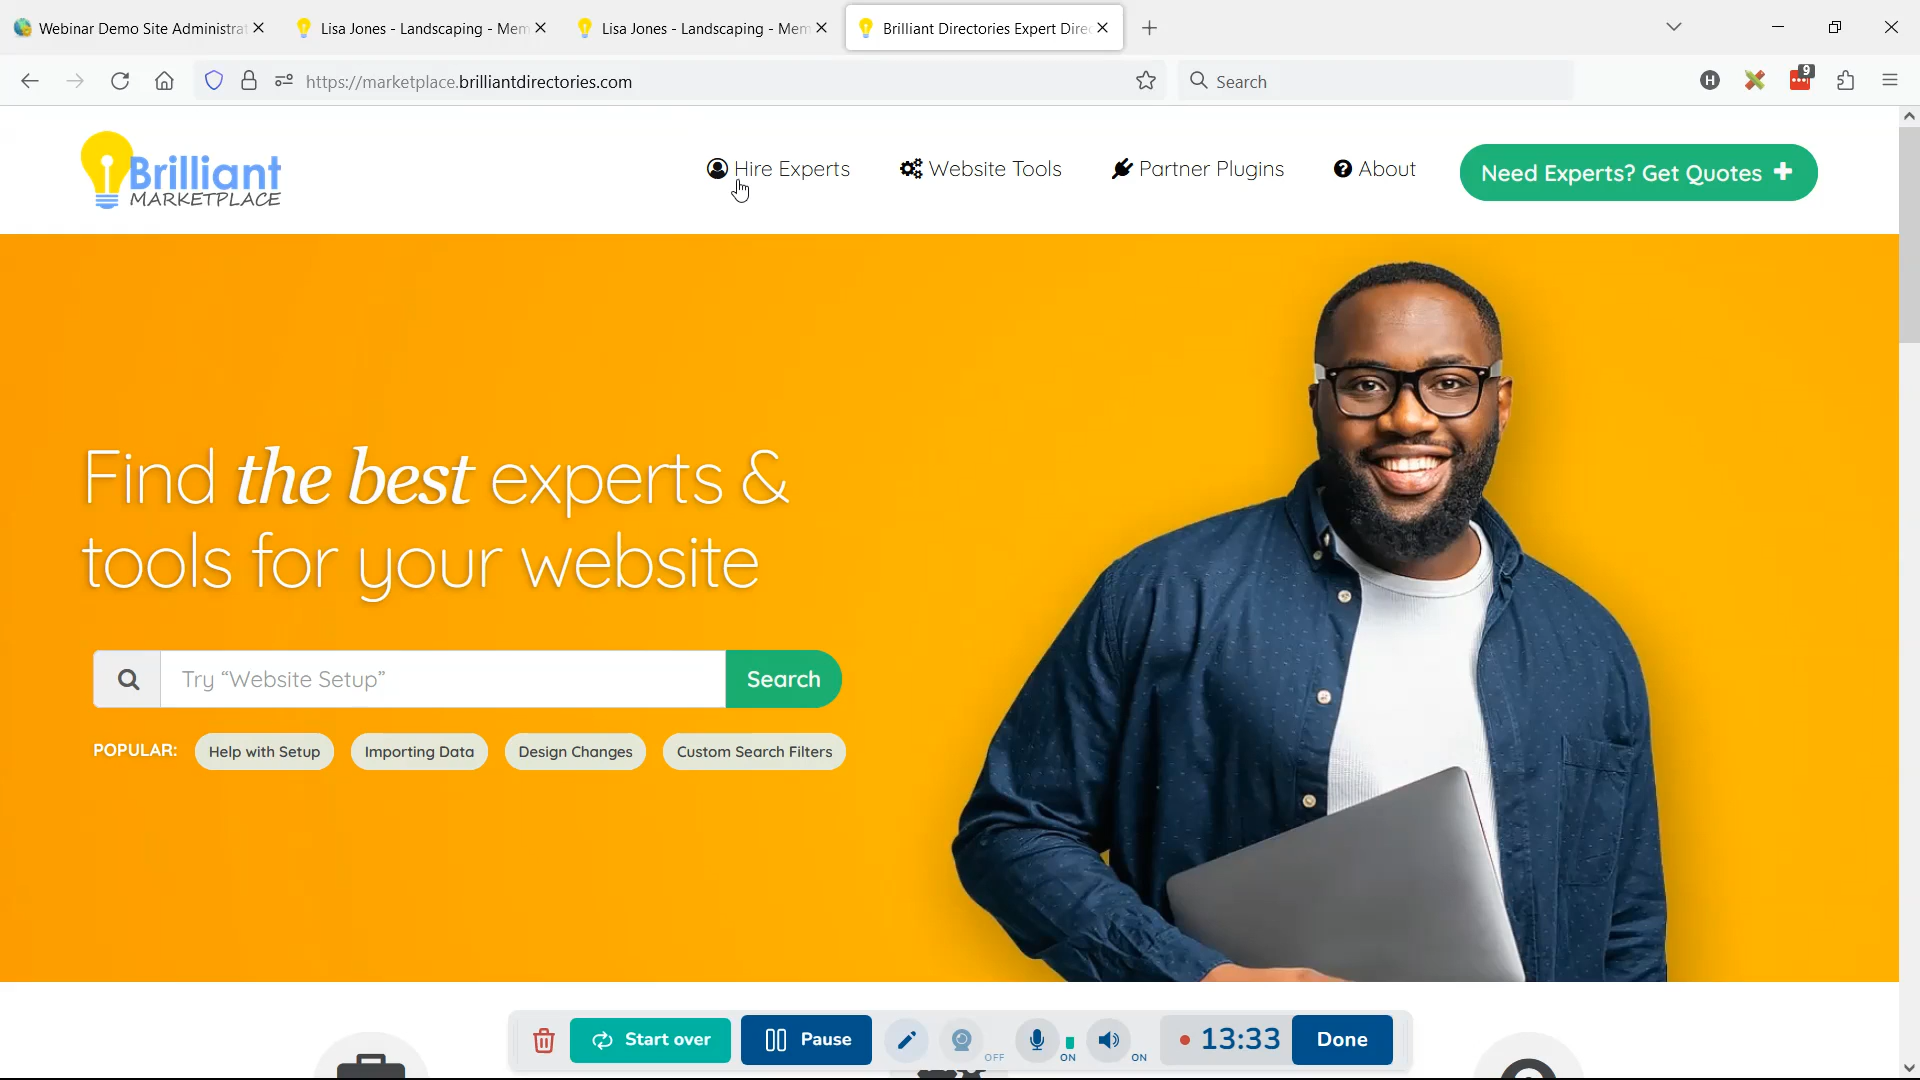 Webinar Demo Site Administrat
Lisa Jones - Landscaping - Mem
Lisa Jones - Landscaping - Mem
Brilliant Directories Expert Dire
https://marketplace.brilliantdirectories.com
Search
H
9
Brilliant
MARKETPLACE
Hire Experts
Website Tools
Partner Plugins
About
Need Experts? Get Quotes
Find the best experts &
tools for your website
Try “Website Setup”
Search
POPULAR:
Help with Setup
Importing Data
Design Changes
Custom Search Filters
Start over
Pause
OFF
ON
ON
13:33
Done